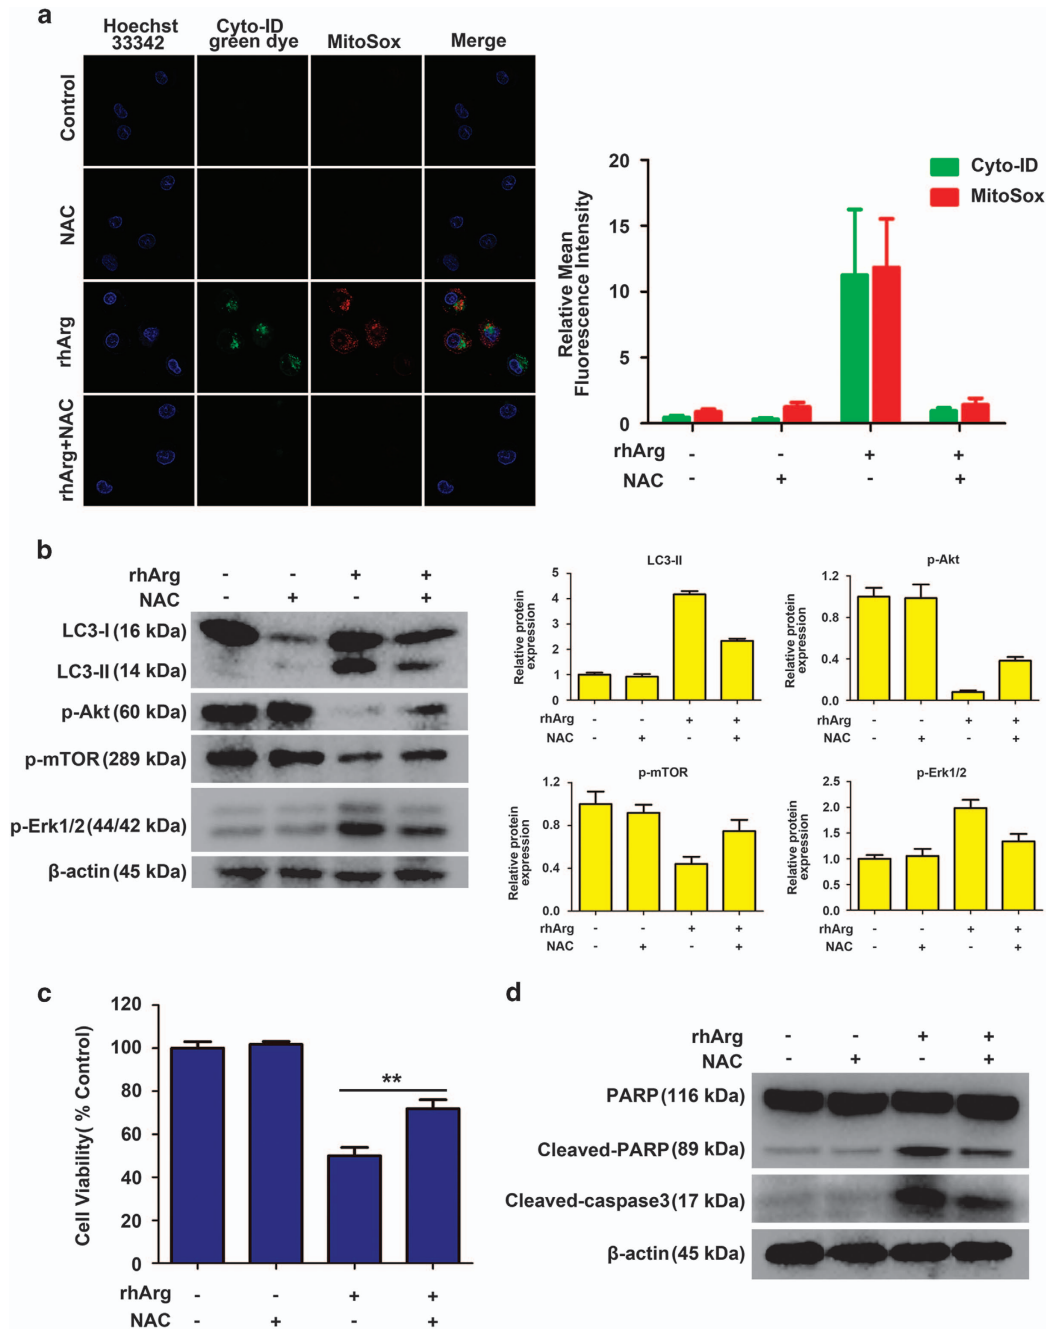 a
Hoechst 33342
Cyto-ID green dye
MitoSox
Merge
Control
NAC
rhArg
rhArg+NAC
Relative Mean Fluorescence Intensity
20
15
10
5
0
Cyto-ID
MitoSox
rhArg - - + +
NAC - + - +
b
rhArg - - + +
NAC - + - +
LC3-I (16 kDa)
LC3-II (14 kDa)
p-Akt (60 kDa)
p-mTOR (289 kDa)
p-Erk1/2 (44/42 kDa)
β-actin (45 kDa)
LC3-II
Relative protein expression
5
4
3
2
1
0
rhArg - - + +
NAC - + - +
p-Akt
Relative protein expression
1.2
0.8
0.4
0.0
rhArg - - + +
NAC - + - +
p-mTOR
Relative protein expression
1.2
0.8
0.4
0.0
rhArg - - + +
NAC - + - +
p-Erk1/2
Relative protein expression
2.5
2.0
1.5
1.0
0.5
0.0
rhArg - - + +
NAC - + - +
c
Cell Viability( % Control)
120
100
80
60
40
20
0
**
rhArg - - + +
NAC - + - +
d
rhArg - - + +
NAC - + - +
PARP (116 kDa)
Cleaved-PARP (89 kDa)
Cleaved-caspase3 (17 kDa)
β-actin (45 kDa)